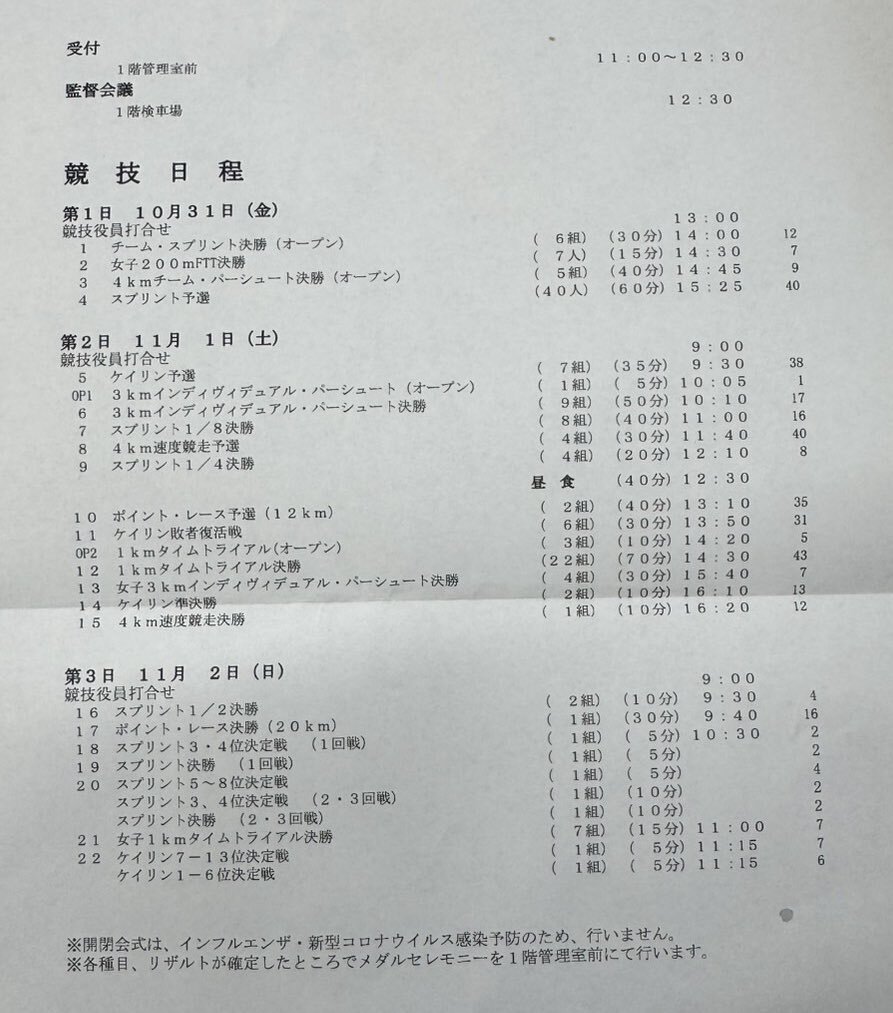 受付 11:00～12:30
1階管理室前
監督会議 12:30
1階検車場
競技日程
第1日 10月31日(金)
競技役員打合せ 13:00
1 チーム・スプリント決勝(オープン) (6組) (30分) 14:00 12
2 女子200mFTT決勝 (7人) (15分) 14:30 7
3 4kmチーム・パーシュート決勝(オープン) (5組) (40分) 14:45 9
4 スプリント予選 (40人) (60分) 15:25 40
第2日 11月 1日(土)
競技役員打合せ 9:00
5 ケイリン予選 (7組) (35分) 9:30 38
OP1 3kmインディヴィデュアル・パーシュート(オープン) (1組) (5分) 10:05 1
6 3kmインディヴィデュアル・パーシュート決勝 (9組) (50分) 10:10 17
7 スプリント1/8決勝 (8組) (40分) 11:00 16
8 4km速度競走予選 (4組) (30分) 11:40 40
9 スプリント1/4決勝 (4組) (20分) 12:10 8
昼食 (40分) 12:30
10 ポイント・レース予選(12km) (2組) (40分) 13:10 35
11 ケイリン敗者復活戦 (6組) (30分) 13:50 31
OP2 1kmタイムトライアル(オープン) (3組) (10分) 14:20 5
12 1kmタイムトライアル決勝 (22組) (70分) 14:30 43
13 女子3kmインディヴィデュアル・パーシュート決勝 (4組) (30分) 15:40 7
14 ケイリン準決勝 (2組) (10分) 16:10 13
15 4km速度競走決勝 (1組) (10分) 16:20 12
第3日 11月 2日(日)
競技役員打合せ 9:00
16 スプリント1/2決勝 (2組) (10分) 9:30 4
17 ポイント・レース決勝(20km) (1組) (30分) 9:40 16
18 スプリント3・4位決定戦 (1回戦) (1組) (5分) 10:30 2
19 スプリント決勝 (1回戦) (1組) (5分) 2
20 スプリント5～8位決定戦 (1組) (5分) 4
スプリント3、4位決定戦 (2・3回戦) (1組) (10分) 2
スプリント決勝 (2・3回戦) (1組) (10分) 2
21 女子1kmタイムトライアル決勝 (7組) (15分) 11:00 7
22 ケイリン7-13位決定戦 (1組) (5分) 11:15 7
ケイリン1-6位決定戦 (1組) (5分) 11:15 6
※開閉会式は、インフルエンザ・新型コロナウイルス感染予防のため、行いません。
※各種目、リザルトが確定したところでメダルセレモニーを1階管理室前にて行います。